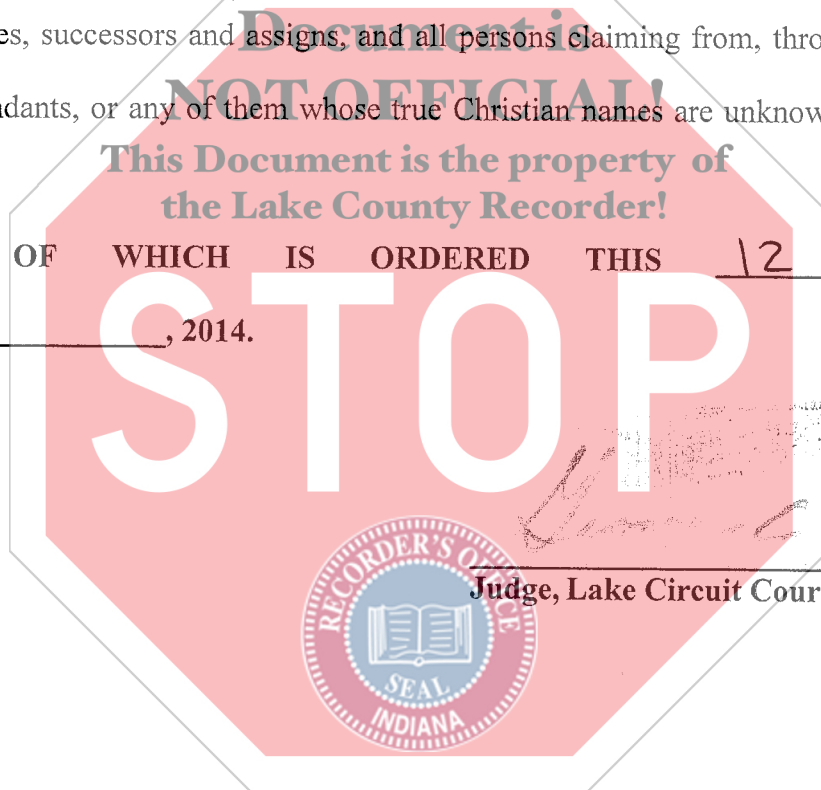 Document is
es, successors and assigns, and all persons claiming from, thro
NOT OFFICIAL!
ndants, or any of them whose true Christian names are unknow
This Document is the property of
the Lake County Recorder!
OF WHICH IS ORDERED THIS 12
, 2014.
STOP
RECORDER'S OFFICE
Judge, Lake Circuit Cour
SEAL
INDIANA